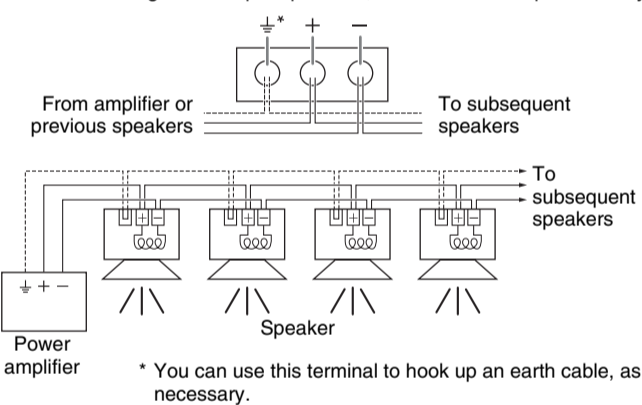 ⏚* + −
From amplifier or
previous speakers
To subsequent
speakers
To
subsequent
speakers
+ − + − + − + −
⏚ + −
Speaker
Power
amplifier
* You can use this terminal to hook up an earth cable, as
necessary.